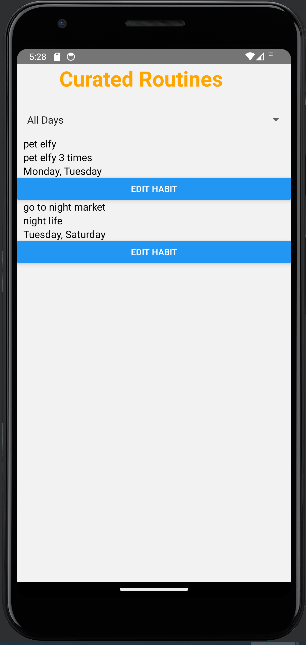 5:28
Curated Routines
All Days
pet elfy
pet elfy 3 times
Monday, Tuesday
EDIT HABIT
go to night market
night life
Tuesday, Saturday
EDIT HABIT